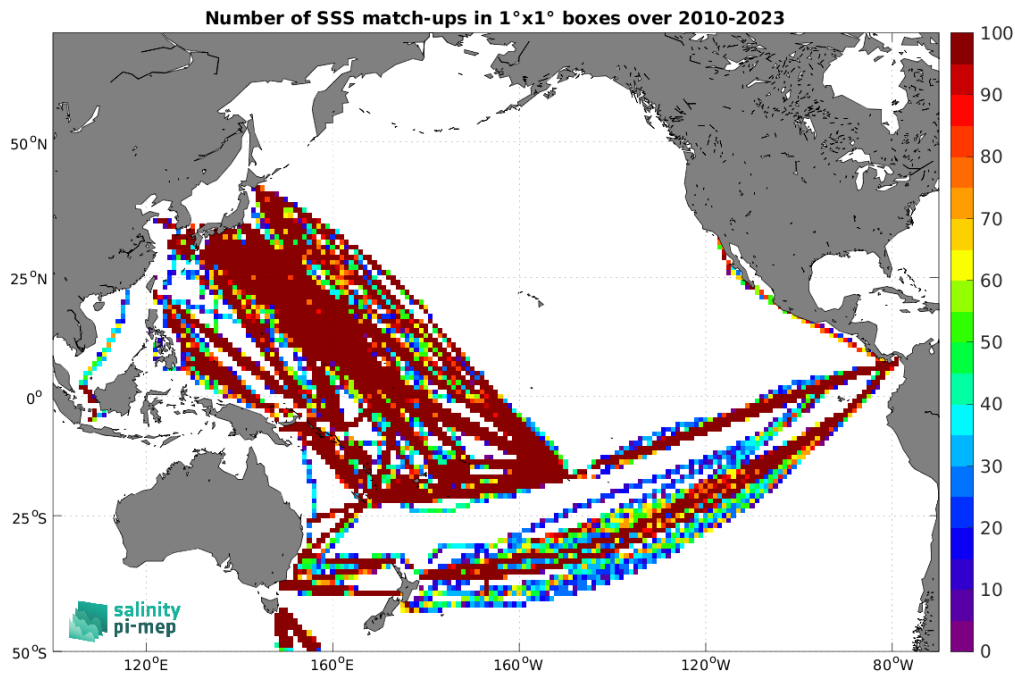 Number of SSS match-ups in 1°x1° boxes over 2010-2023
50°N
25°N
0°
25°S
50°S
120°E
160°E
160°W
120°W
80°W
100
90
80
70
60
50
40
30
20
10
0
salinity
pi-mep